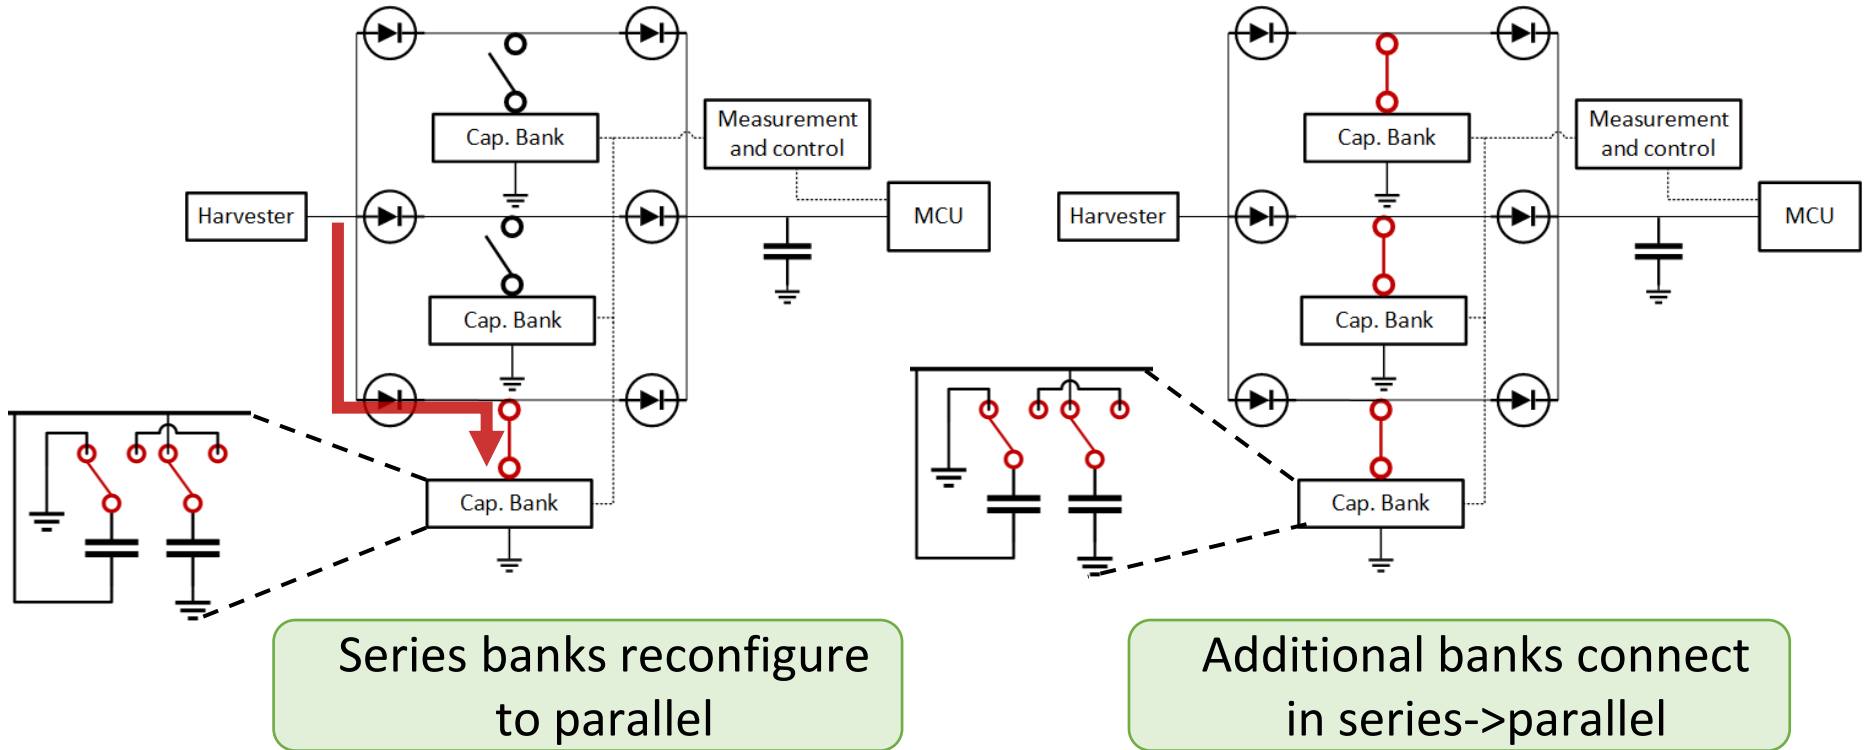 Cap. Bank
Measurement
and control
Harvester
MCU
Cap. Bank
Cap. Bank
Series banks reconfigure
to parallel
Cap. Bank
Measurement
and control
Harvester
MCU
Cap. Bank
Cap. Bank
Additional banks connect
in series->parallel